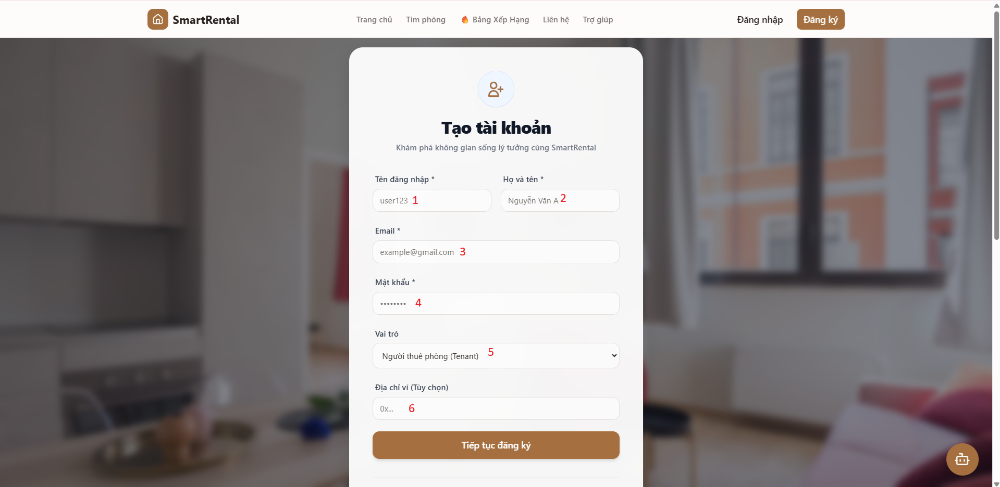 SmartRental
Trang chủ Tìm phòng 🔥 Bảng Xếp Hạng Liên hệ Trợ giúp
Đăng nhập Đăng ký
Tạo tài khoản
Khám phá không gian sống lý tưởng cùng SmartRental
Tên đăng nhập * Họ và tên *
user123 1 Nguyễn Văn A 2
Email *
example@gmail.com 3
Mật khẩu *
•••••••• 4
Vai trò
Người thuê phòng (Tenant) 5
Địa chỉ ví (Tùy chọn)
0x... 6
Tiếp tục đăng ký